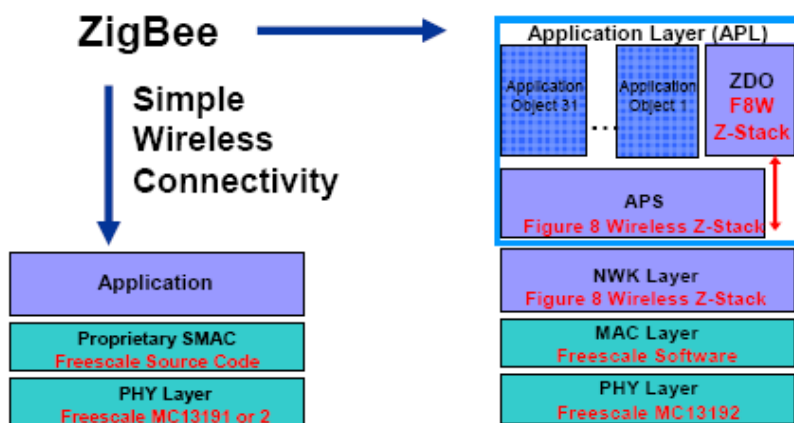 ZigBee
Simple
Wireless
Connectivity
Application
Proprietary SMAC
Freescale Source Code
PHY Layer
Freescale MC13191 or 2
Application Layer (APL)
Application
Object 31
...
Application
Object 1
ZDO
F8W
Z-Stack
APS
Figure 8 Wireless Z-Stack
NWK Layer
Figure 8 Wireless Z-Stack
MAC Layer
Freescale Software
PHY Layer
Freescale MC13192